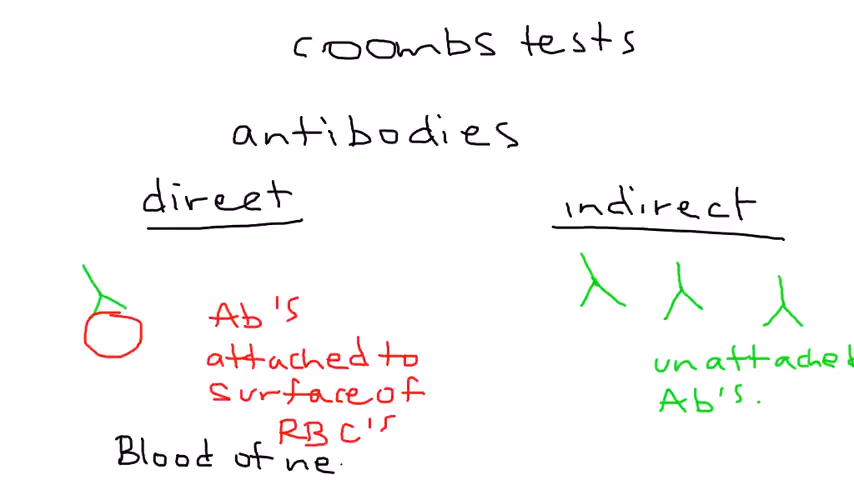 coombs tests
antibodies
direct
indirect
Ab's
attached to
surface of
RBC's
unattached
Ab's.
Blood of ne